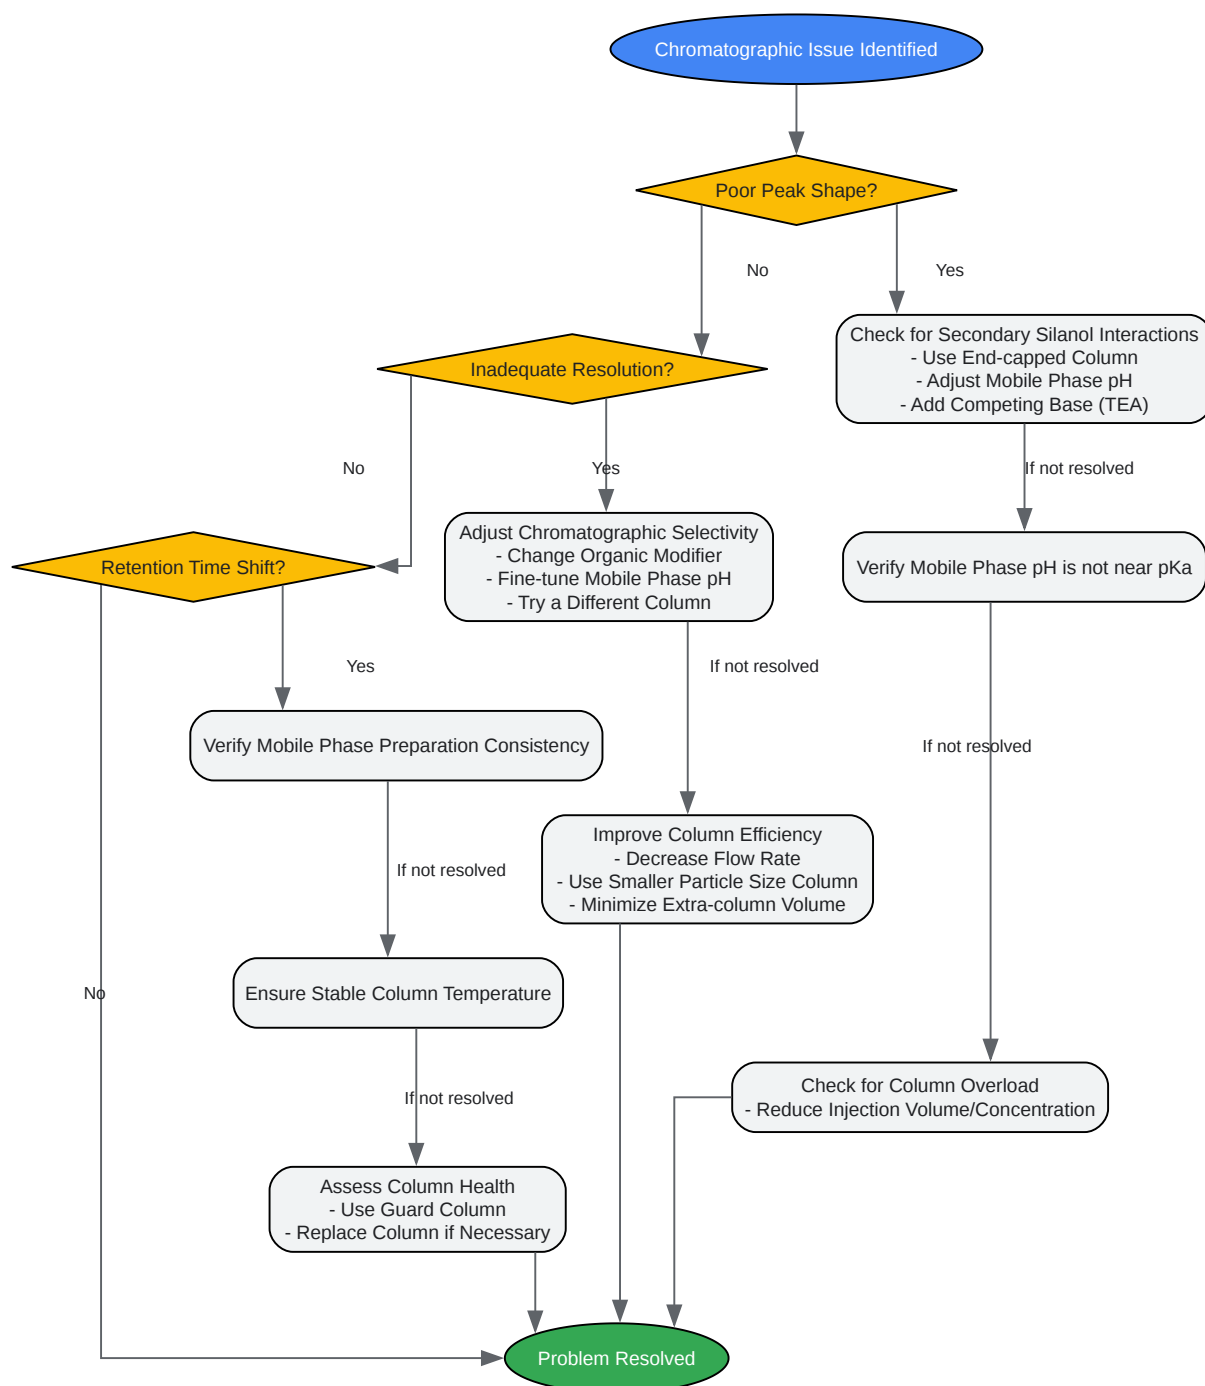 Chromatographic Issue Identified
Poor Peak Shape?
No
Yes
Check for Secondary Silanol Interactions
- Use End-capped Column
- Adjust Mobile Phase pH
- Add Competing Base (TEA)
Inadequate Resolution?
No
Yes
If not resolved
Adjust Chromatographic Selectivity
- Change Organic Modifier
- Fine-tune Mobile Phase pH
- Try a Different Column
Retention Time Shift?
Verify Mobile Phase pH is not near pKa
Yes
If not resolved
Verify Mobile Phase Preparation Consistency
If not resolved
Improve Column Efficiency
- Decrease Flow Rate
- Use Smaller Particle Size Column
- Minimize Extra-column Volume
If not resolved
No
Ensure Stable Column Temperature
If not resolved
Check for Column Overload
- Reduce Injection Volume/Concentration
Assess Column Health
- Use Guard Column
- Replace Column if Necessary
Problem Resolved